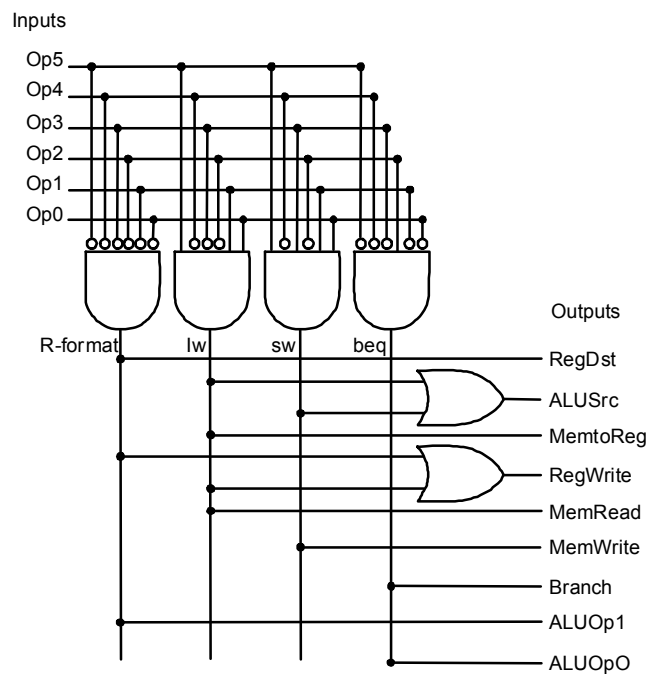 Inputs
Op5
Op4
Op3
Op2
Op1
Op0
Outputs
R-format
lw
sw
beq
RegDst
ALUSrc
MemtoReg
RegWrite
MemRead
MemWrite
Branch
ALUOp1
ALUOpO